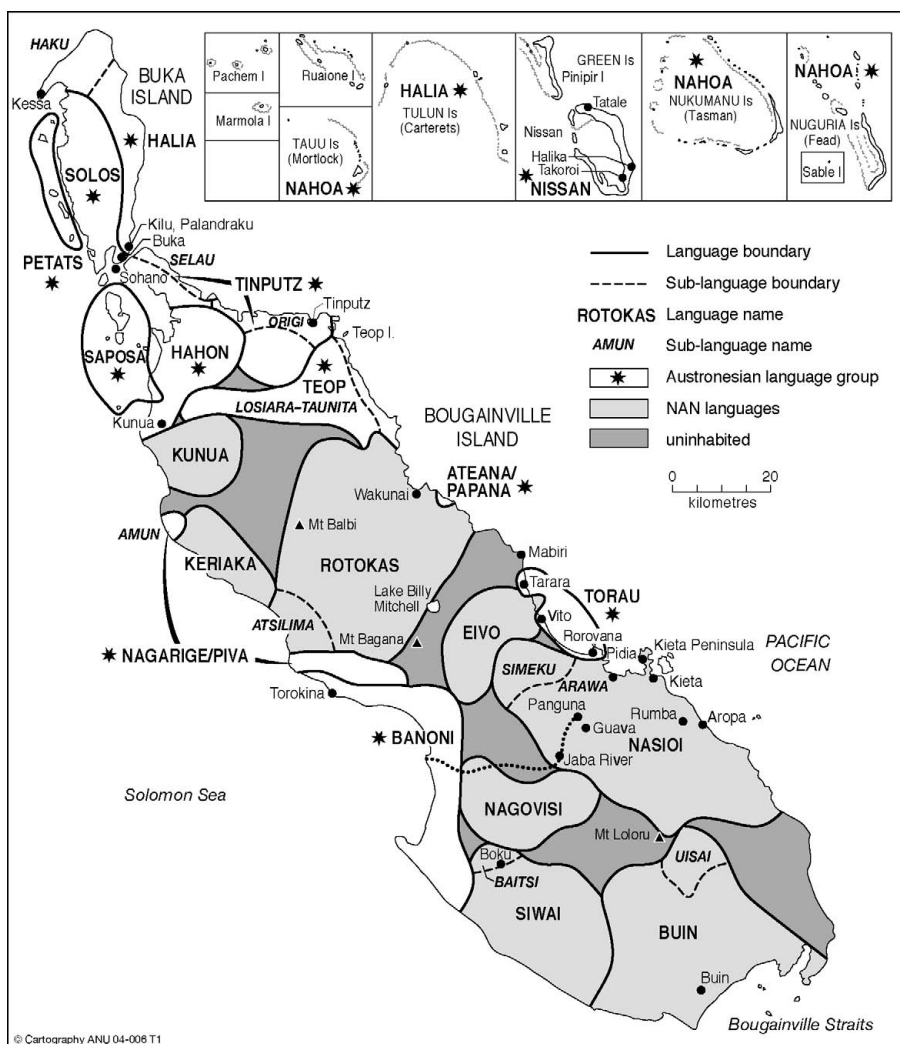 HAKU
BUKA
ISLAND
Kessa
HALIA
SOLOS
Kilu, Palandraku
Buka
SELAU
PETATS
Sohano
TINPUTZ
Tinputz
ORIGI
Teop I.
SAPOSA
HAHON
TEOP
LOSIARA–TAUNITA
Kunua
KUNUA
BOUGAINVILLE
ISLAND
ATEANA/
PAPANA
Wakunai
AMUN
Mt Balbi
KERIAKA
ROTOKAS
Mabiri
Tarara
TORAU
Lake Billy
Mitchell
ATSILIMA
EIVO
Vito
Mt Bagana
Rorovana
Pidia
Kieta Peninsula
PACIFIC
OCEAN
NAGARIGE/PIVA
SIMEKU
ARAWA
Kieta
Torokina
Panguna
Rumba
Aropa
Guava
NASIOI
BANONI
Jaba River
Solomon Sea
NAGOVISI
Mt Loloru
UISAI
Boku
BAITSI
SIWAI
BUIN
Buin
Bougainville Straits
Pachem I
Marmola I
Ruaione I
TAUU Is
(Mortlock)
NAHOA
HALIA
TULUN Is
(Carterets)
GREEN Is
Pinipir I
Tatale
Nissan
Halika
Takoroi
NISSAN
NAHOA
NUKUMANU Is
(Tasman)
NAHOA
NUGURIA Is
(Fead)
Sable I
Language boundary
Sub-language boundary
ROTOKAS Language name
AMUN Sub-language name
Austronesian language group
NAN languages
uninhabited
0 20
kilometres
© Cartography ANU 04-006 T1